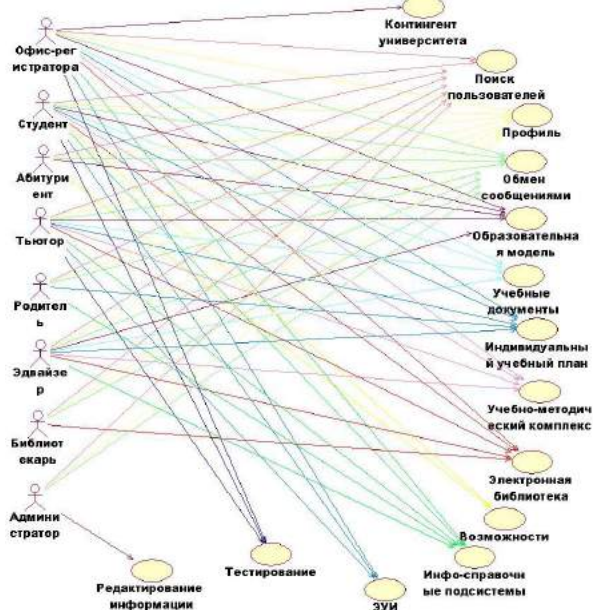 Контингент
университета
Офис-рег
истратора
Поиск
пользователей
Студент
Профиль
Абитури
ент
Обмен
сообщениями
Тьютор
Образовательна
я модель
Учебные
документы
Родител
ь
Индивидуальны
й учебный план
Эдвайзе
р
Учебно-методич
еский комплекс
Библиот
екарь
Электронная
библиотека
Админи
стратор
Возможности
Тестирование
Инфо-справочн
ые подсистемы
Редактирование
информации
ЭУИ